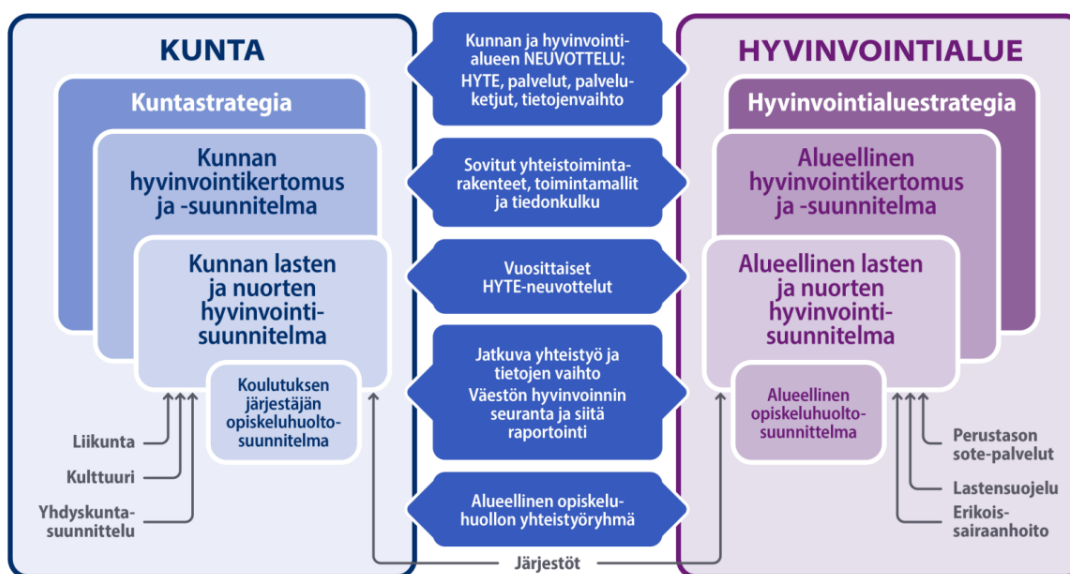 KUNTA
Kuntastrategia
Kunnan
hyvinvointikertomus
ja -suunnitelma
Kunnan lasten
ja nuorten
hyvinvointi-
suunnitelma
Koulutuksen
järjestäjän
opiskeluhuolto-
suunnitelma
Liikunta
Kulttuuri
Yhdyskunta-
suunnittelu
Kunnan ja hyvinvointi-
alueen NEUVOTTELU:
HYTE, palvelut, palvelu-
ketjut, tietojenvaihto
Sovitut yhteistoiminta-
rakenteet, toimintamallit
ja tiedonkulku
Vuosittaiset
HYTE-neuvottelut
Jatkuva yhteistyö ja
tietojen vaihto
Väestön hyvinvoinnin
seuranta ja siitä
raportointi
Alueellinen opiskelu-
huollon yhteistyöryhmä
Järjestöt
HYVINVOINTIALUE
Hyvinvointialuestrategia
Alueellinen
hyvinvointikertomus
ja -suunnitelma
Alueellinen lasten
ja nuorten
hyvinvointi-
suunnitelma
Alueellinen
opiskeluhuolto-
suunnittelma
Perustason
sote-palvelut
Lastensuojelu
Erikois-
sairaanhoito